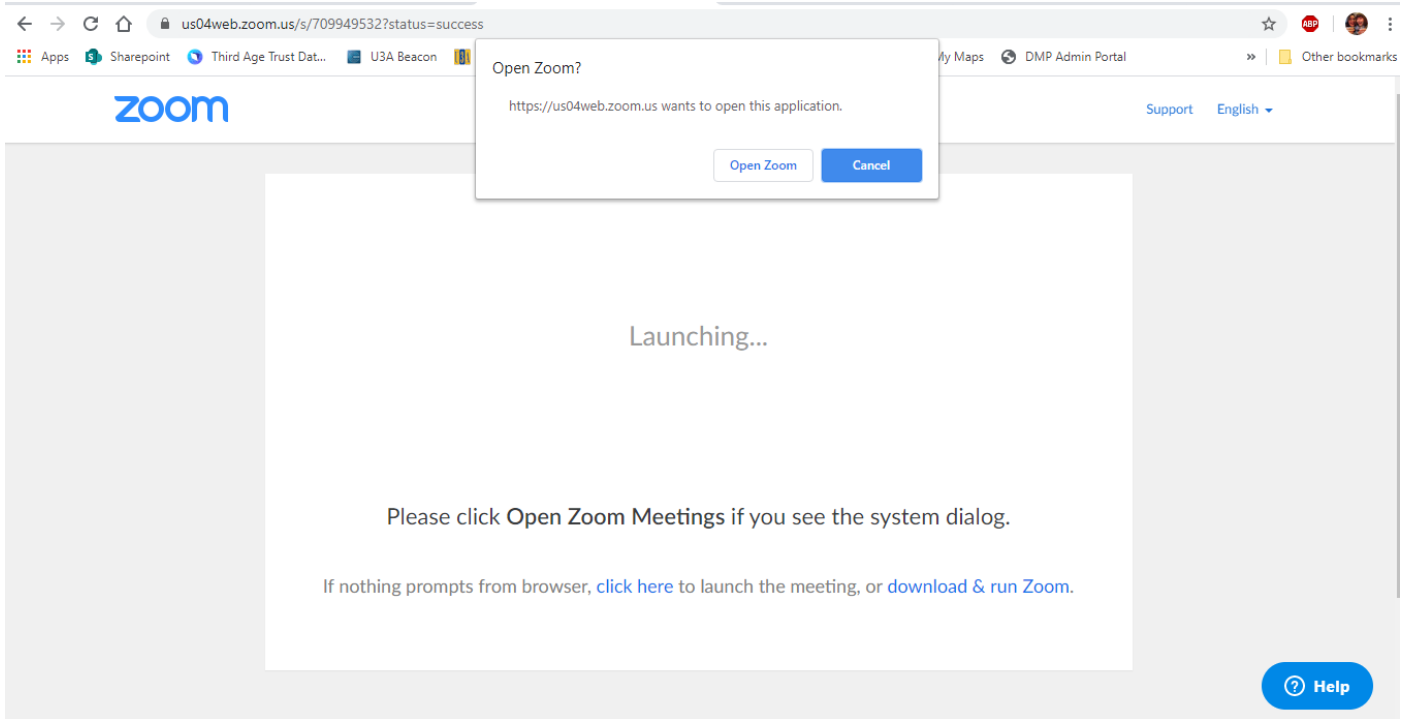 us04web.zoom.us/s/709949532?status=success
ABP
Apps Sharepoint Third Age Trust Dat... U3A Beacon My Maps DMP Admin Portal » Other bookmarks
Open Zoom?
https://us04web.zoom.us wants to open this application.
Open Zoom Cancel
zoom Support English
Launching...
Please click Open Zoom Meetings if you see the system dialog.
If nothing prompts from browser, click here to launch the meeting, or download & run Zoom.
? Help